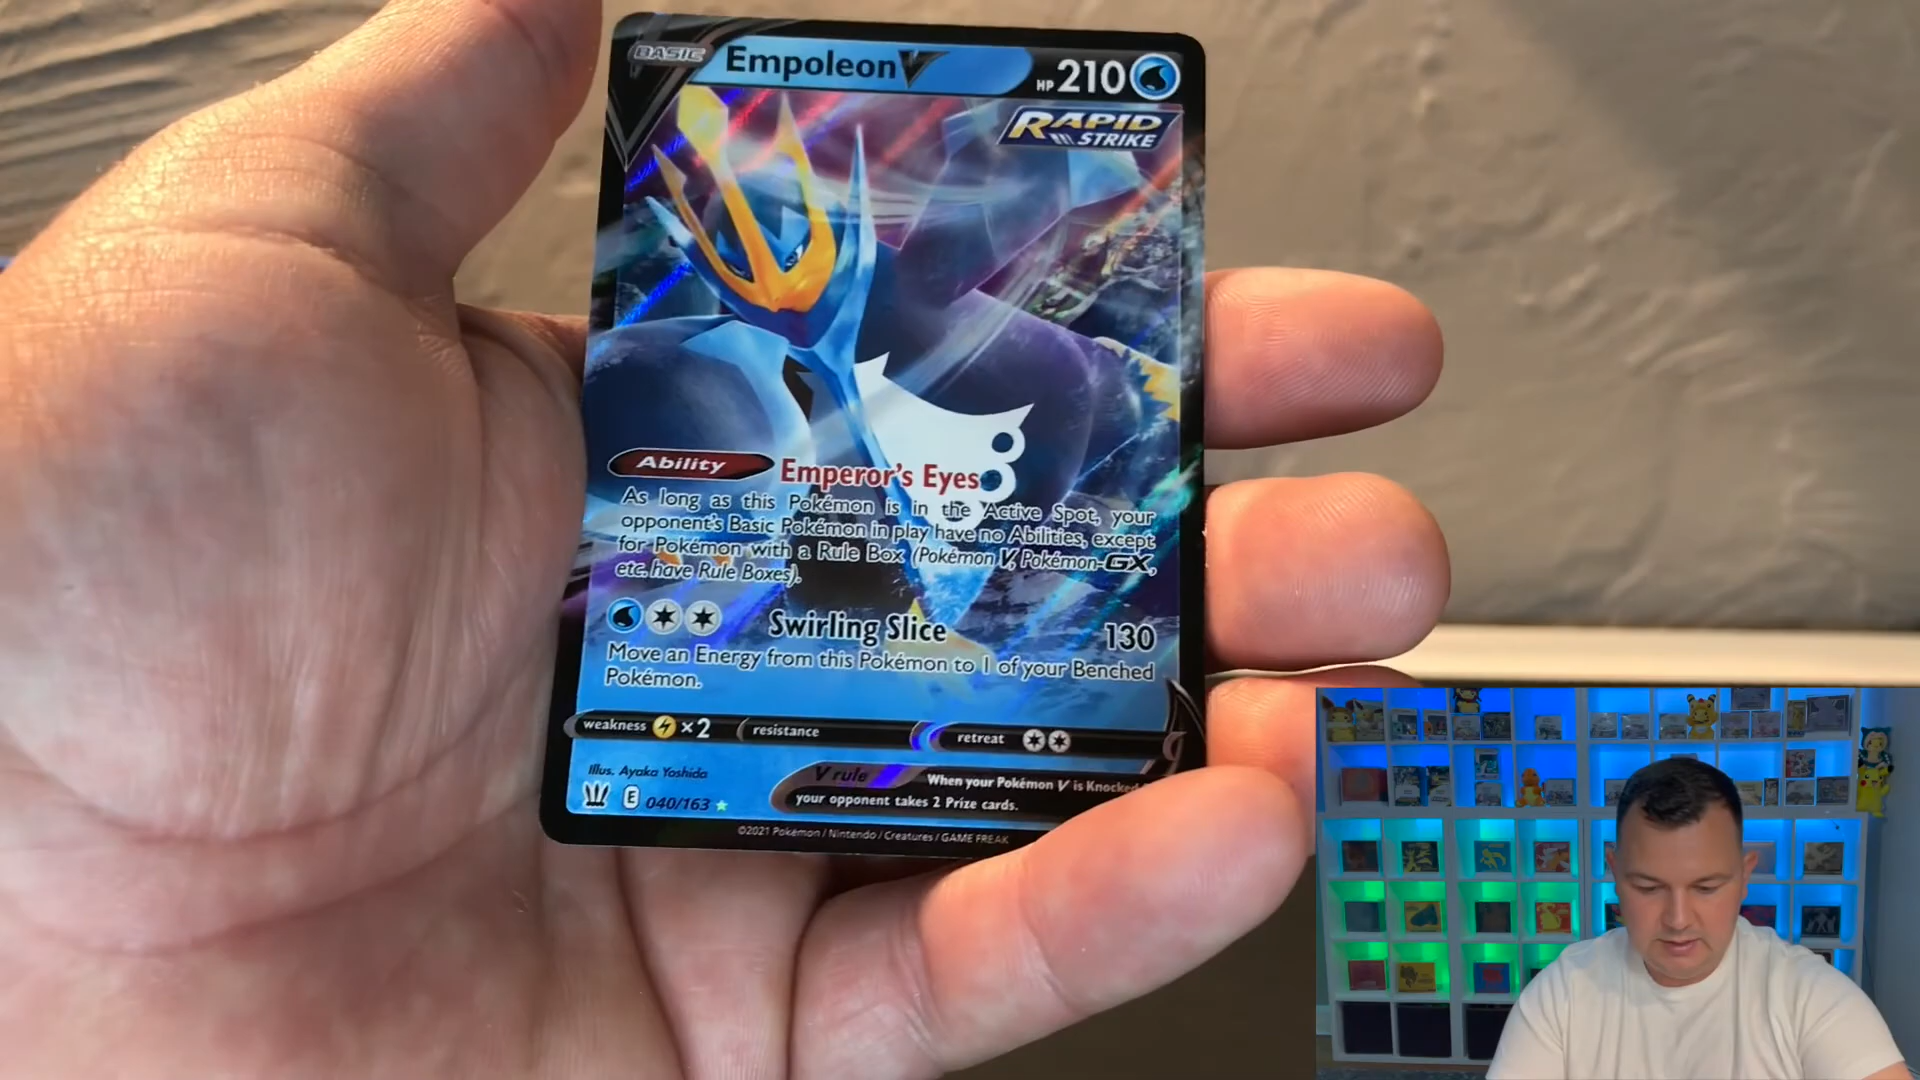 BASIC Empoleon V HP 210
RAPID
STRIKE
Ability Emperor's Eyes
As long as this Pokémon is in the Active Spot, your
opponent's Basic Pokémon in play have no Abilities, except
for Pokémon with a Rule Box (Pokémon V, Pokémon-GX,
etc. have Rule Boxes).
Swirling Slice 130
Move an Energy from this Pokémon to 1 of your Benched
Pokémon.
weakness ×2 resistance retreat
Illus. Ayaka Yoshida
V rule When your Pokémon V is Knocked
your opponent takes 2 Prize cards.
E 040/163
©2021 Pokémon / Nintendo / Creatures / GAME FREAK